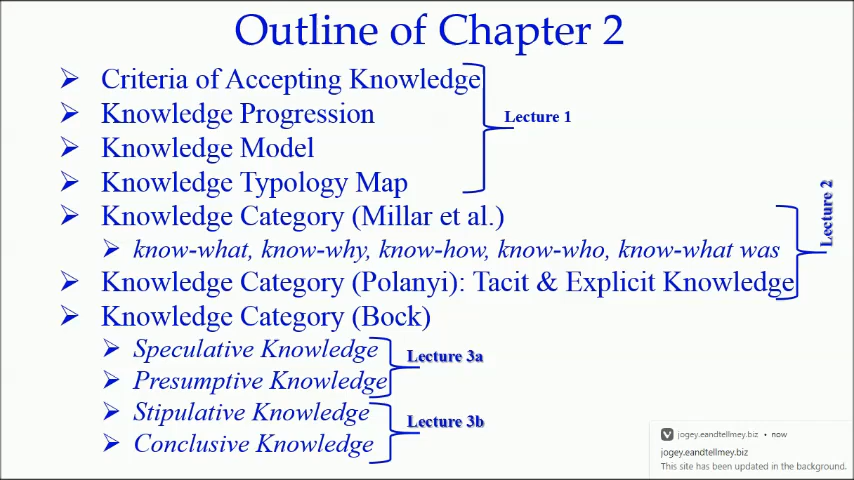 Outline of Chapter 2
Criteria of Accepting Knowledge
Knowledge Progression
Lecture 1
Knowledge Model
Knowledge Typology Map
Knowledge Category (Millar et al.)
Lecture 2
know-what, know-why, know-how, know-who, know-what was
Knowledge Category (Polanyi): Tacit & Explicit Knowledge
Knowledge Category (Bock)
Speculative Knowledge
Lecture 3a
Presumptive Knowledge
Stipulative Knowledge
Lecture 3b
Conclusive Knowledge
jogey.eandtellmey.biz • now
jogey.eandtellmey.biz
This site has been updated in the background.